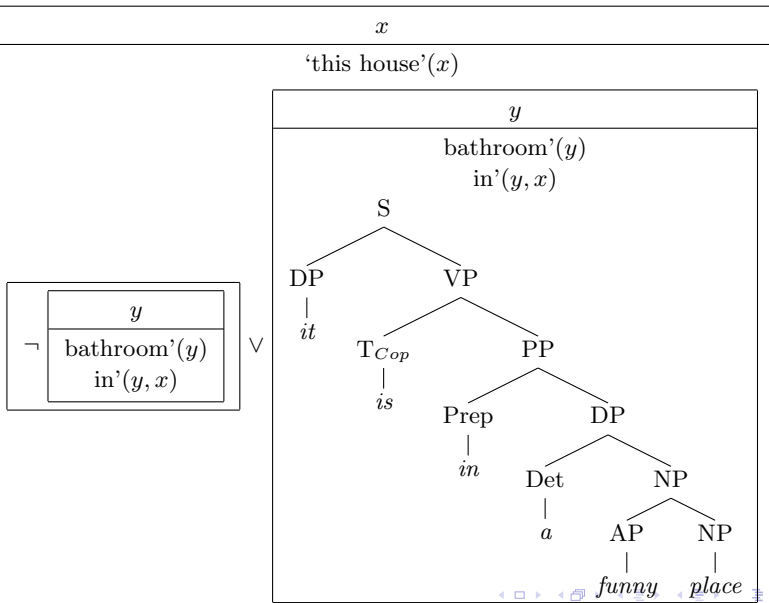 x
‘this house’(x)
y
bathroom’(y)
in’(y, x)
S
DP VP
it
T_Cop PP
is
Prep DP
in
Det NP
a
AP NP
funny place
¬
y
bathroom’(y)
in’(y, x)
∨